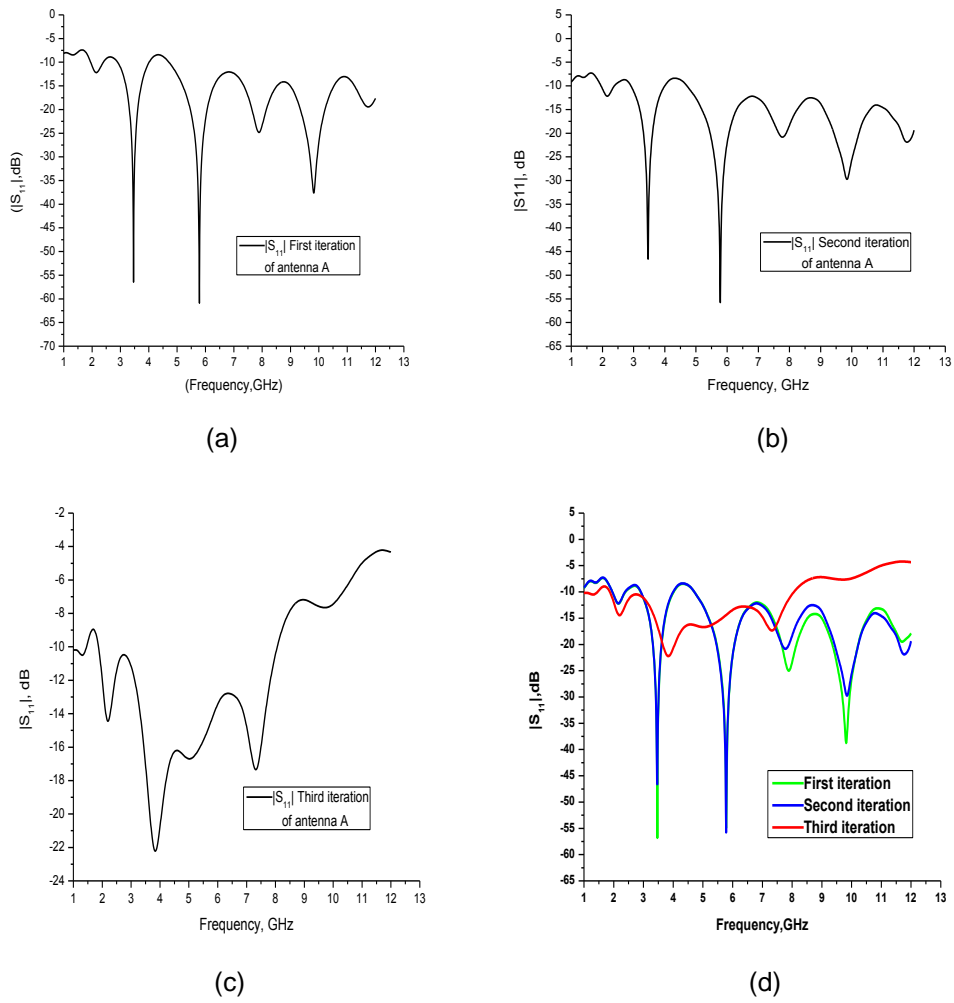 0
-5
-10
-15
-20
-25
-30
-35
-40
-45
-50
-55
-60
-65
-70
(|S11|,dB)
|S11| First iteration
of antenna A
1 2 3 4 5 6 7 8 9 10 11 12 13
(Frequency,GHz)
(a)
5
0
-5
-10
-15
-20
-25
-30
-35
-40
-45
-50
-55
-60
-65
|S11|, dB
|S11| Second iteration
of antenna A
1 2 3 4 5 6 7 8 9 10 11 12 13
Frequency, GHz
(b)
-2
-4
-6
-8
-10
-12
-14
-16
-18
-20
-22
-24
|S11|, dB
|S11| Third iteration
of antenna A
1 2 3 4 5 6 7 8 9 10 11 12 13
Frequency, GHz
(c)
5
0
-5
-10
-15
-20
-25
-30
-35
-40
-45
-50
-55
-60
-65
|S11|,dB
First iteration
Second iteration
Third iteration
1 2 3 4 5 6 7 8 9 10 11 12 13
Frequency,GHz
(d)